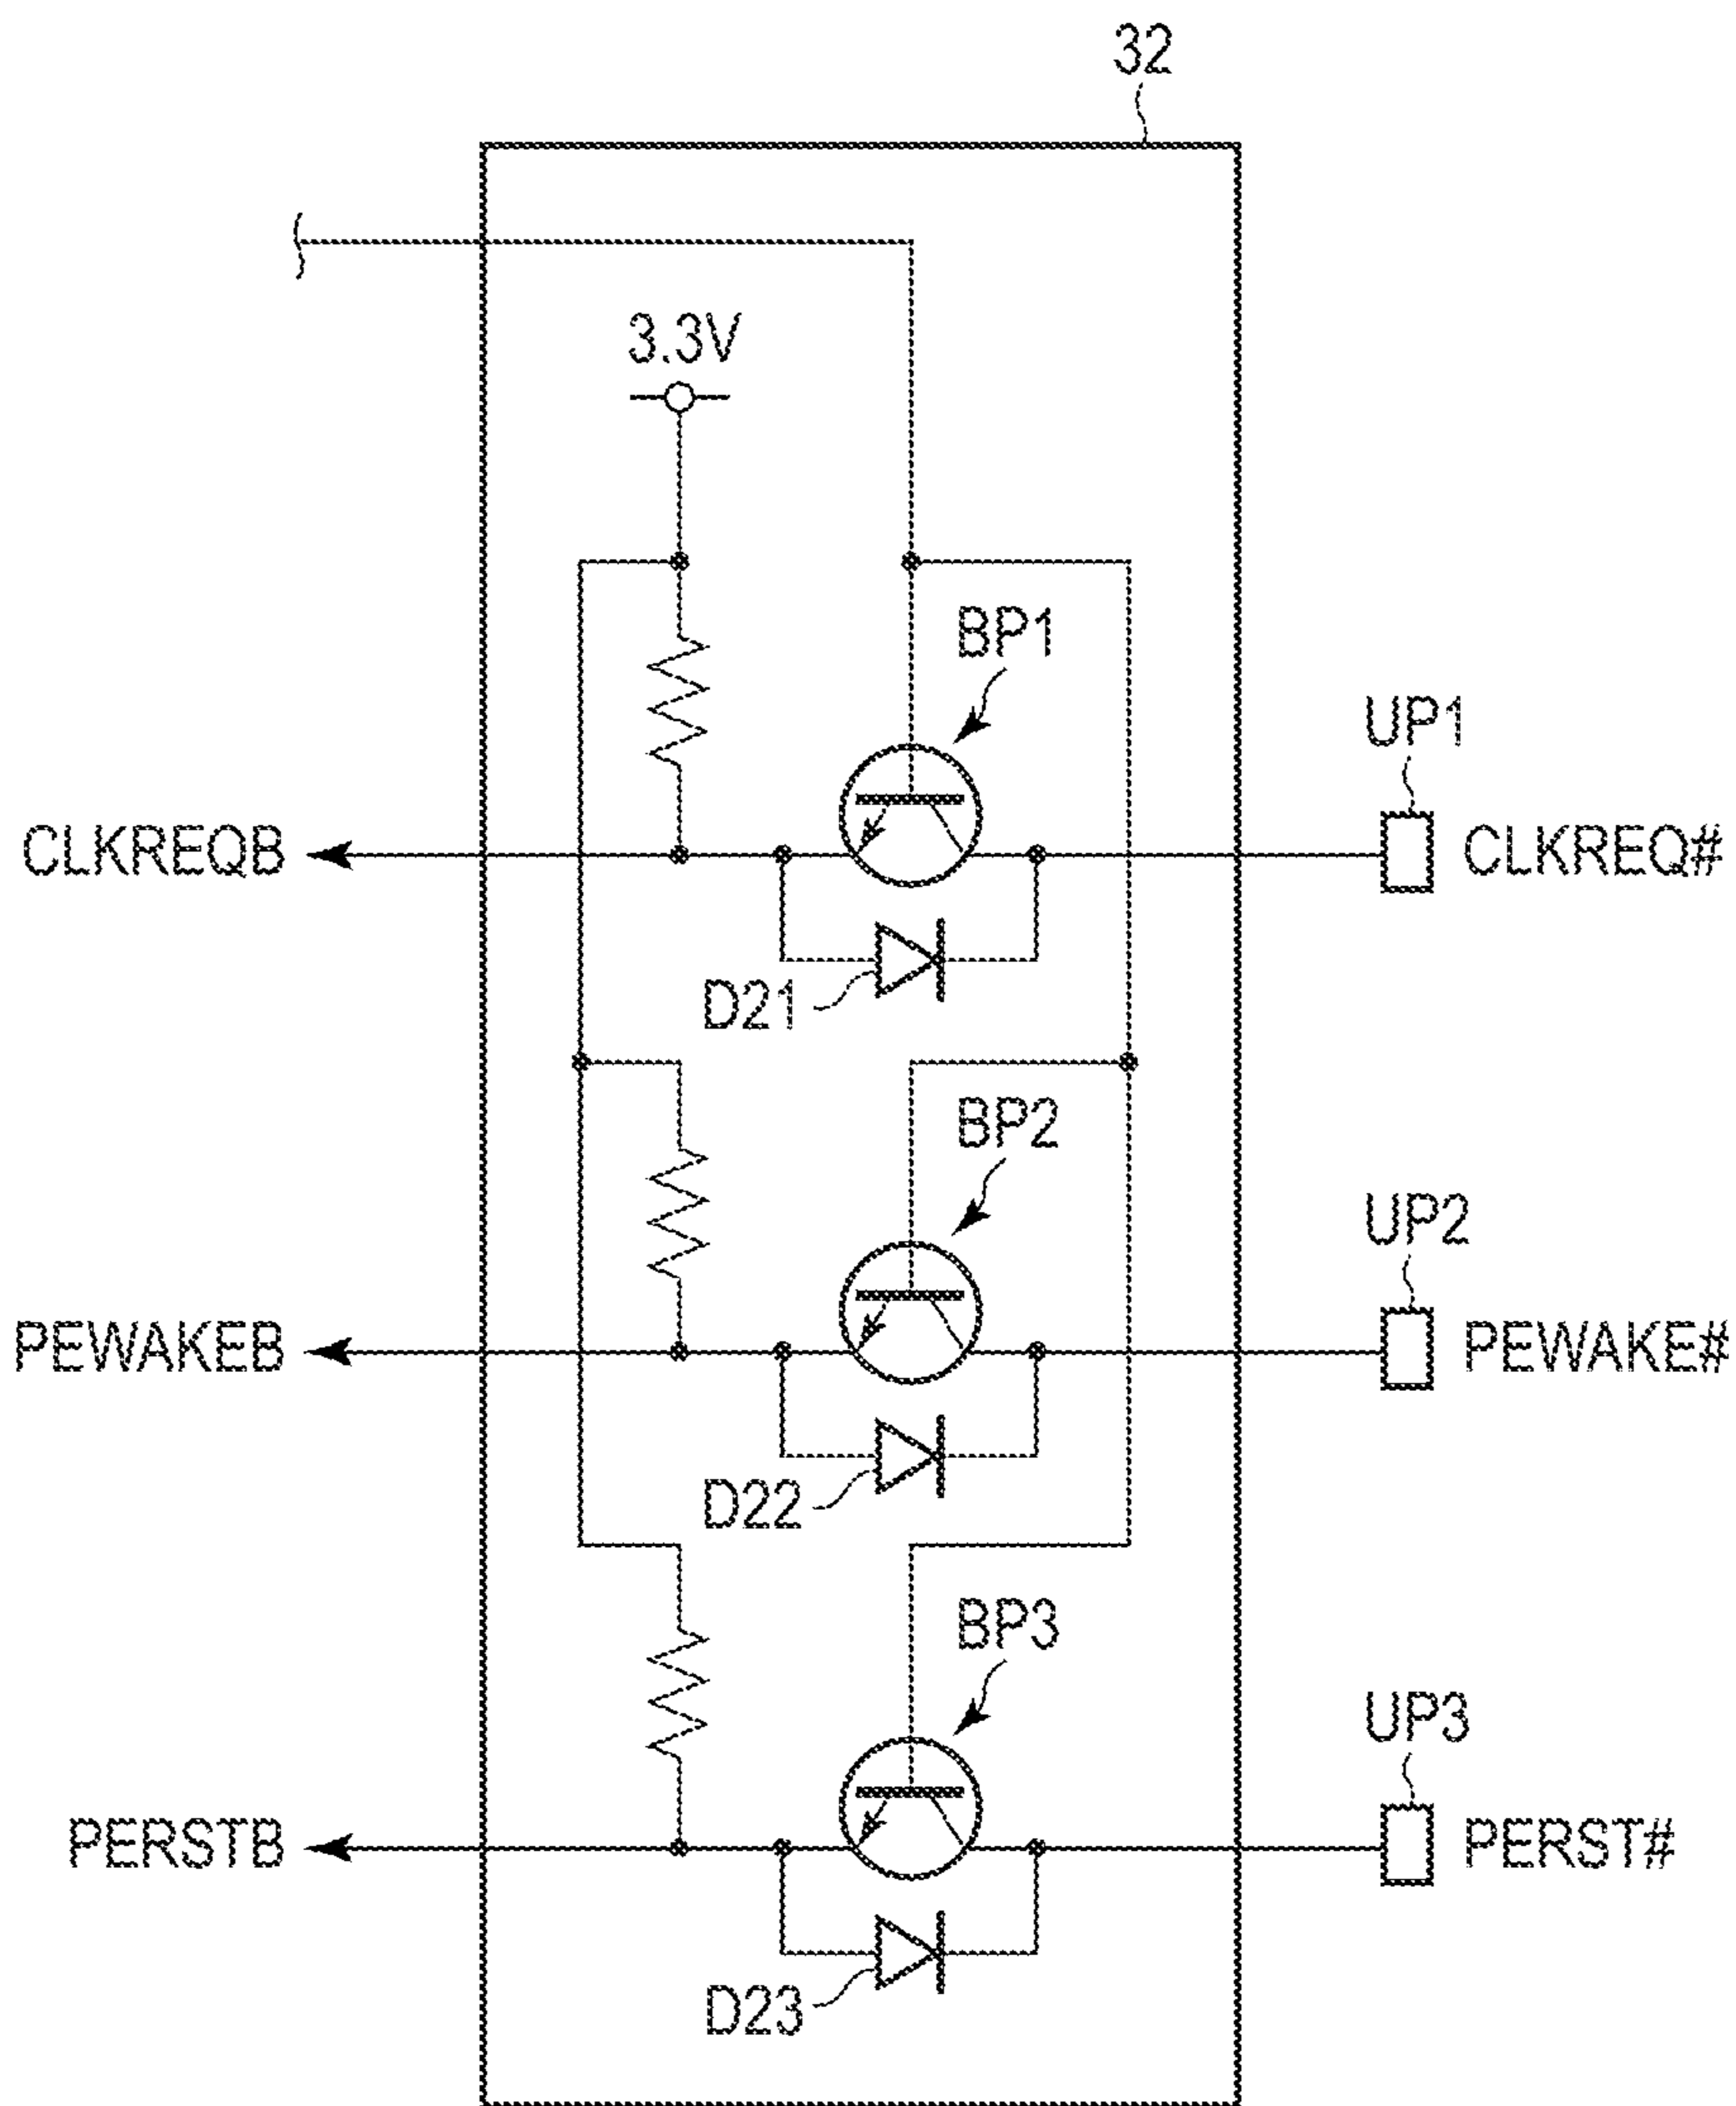 32
3.3V
BP1
UP1
CLKREQB
CLKREQ#
D21
BP2
UP2
PEWAKEB
PEWAKE#
D22
BP3
UP3
PERSTB
PERST#
D23